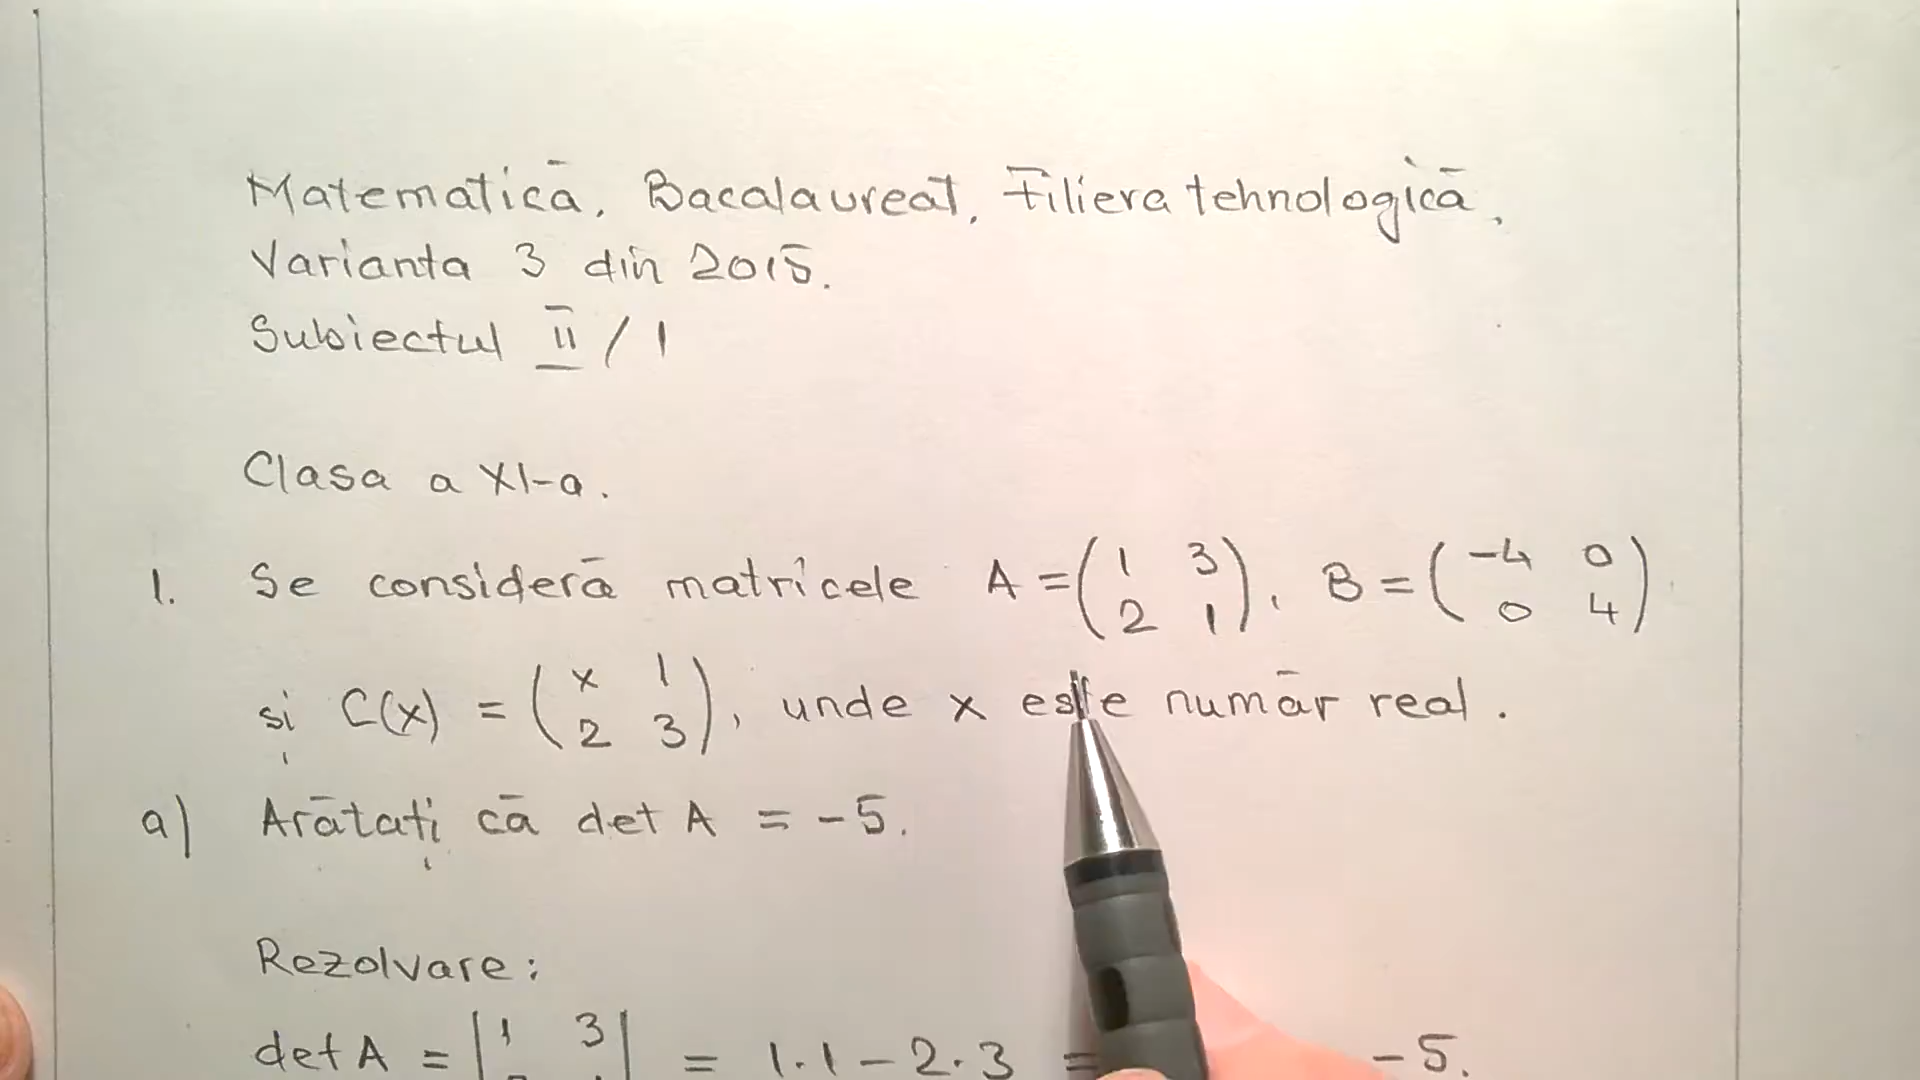 Matematică, Bacalaureat, Filiera tehnologică,
Varianta 3 din 2015.
Subiectul II / 1
Clasa a XI-a.
1. Se consideră matricele A = (1 3 2 1), B = (-4 0 0 4)
și C(x) = (x 1 2 3), unde x este număr real.
a) Arătați că det A = -5.
Rezolvare:
det A = |1 3| = 1·1 - 2·3 = -5.